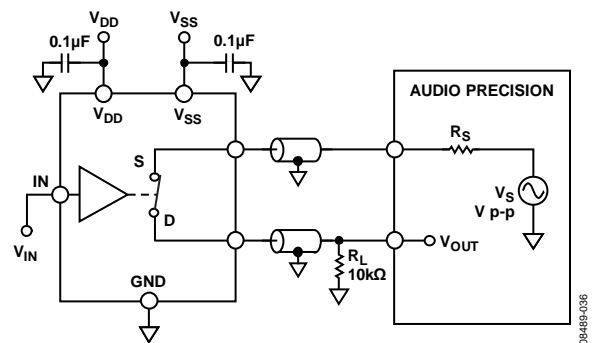 VDD
VSS
0.1µF
0.1µF
VDD
VSS
AUDIO PRECISION
RS
S
IN
VS
V p-p
D
VIN
VOUT
RL
10kΩ
GND
08489-036